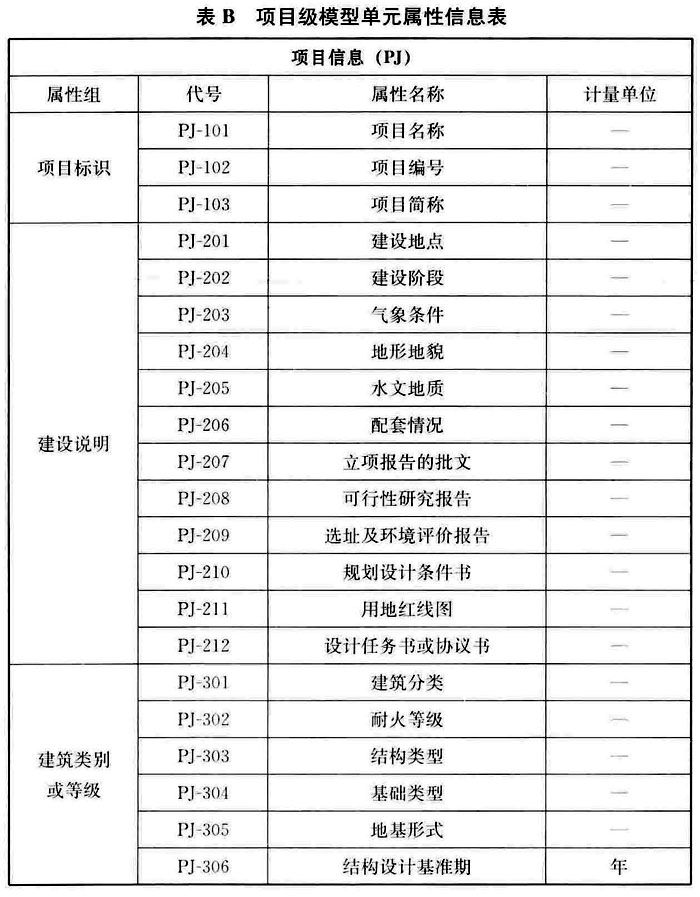 表 B 项目级模型单元属性信息表
项目信息 (PJ)
属性组 代号 属性名称 计量单位
项目标识
PJ-101 项目名称 —
PJ-102 项目编号 —
PJ-103 项目简称 —
建设说明
PJ-201 建设地点 —
PJ-202 建设阶段 —
PJ-203 气象条件 —
PJ-204 地形地貌 —
PJ-205 水文地质 —
PJ-206 配套情况 —
PJ-207 立项报告的批文 —
PJ-208 可行性研究报告 —
PJ-209 选址及环境评价报告 —
PJ-210 规划设计条件书 —
PJ-211 用地红线图 —
PJ-212 设计任务书或协议书 —
建筑类别
或等级
PJ-301 建筑分类 —
PJ-302 耐火等级 —
PJ-303 结构类型 —
PJ-304 基础类型 —
PJ-305 地基形式 —
PJ-306 结构设计基准期 年